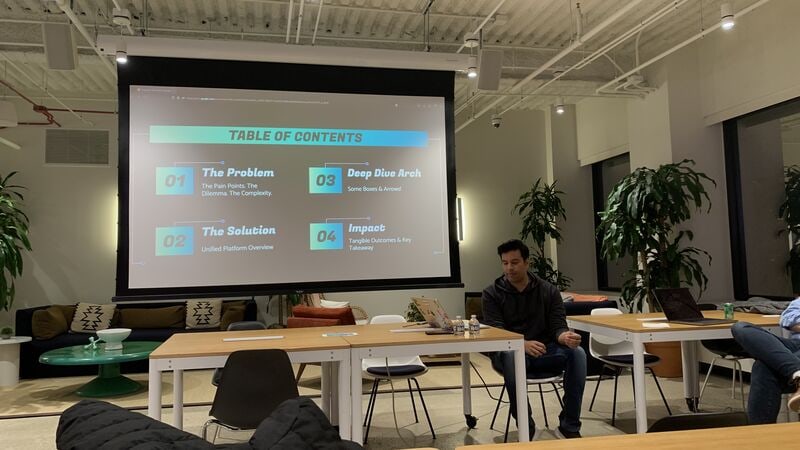 TABLE OF CONTENTS
01
The Problem
The Pain Points. The
Dilemma. The Complexity.
02
The Solution
Unified Platform Overview
03
Deep Dive Arch
Some Boxes & Arrows!
04
Impact
Tangible Outcomes & Key
Takeaway